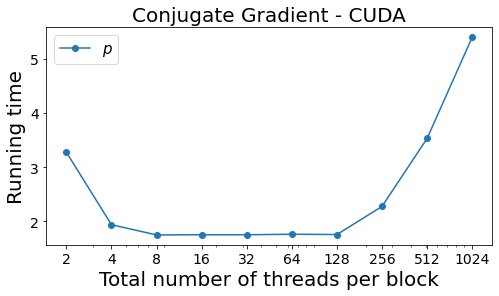 Conjugate Gradient - CUDA
p
Running time
5
4
3
2
2 4 8 16 32 64 128 256 512 1024
Total number of threads per block